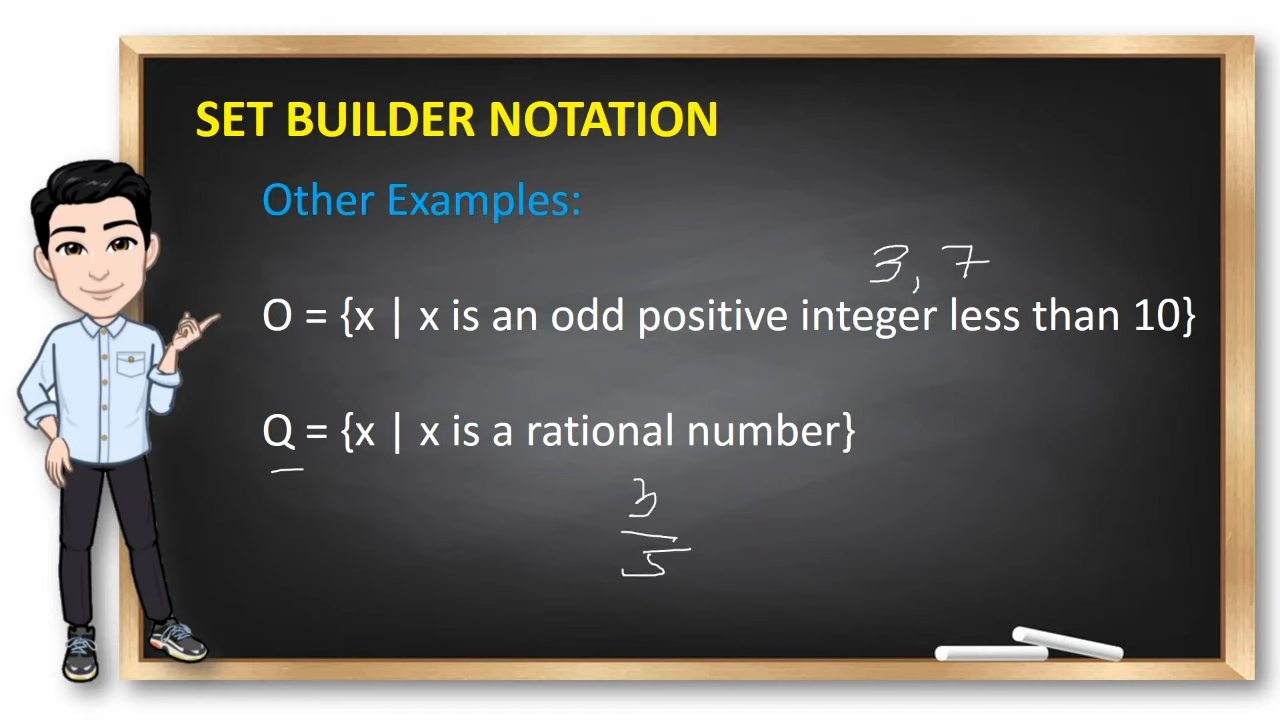 SET BUILDER NOTATION
Other Examples:
3, 7
O = {x | x is an odd positive integer less than 10}
Q = {x | x is a rational number}
3
5